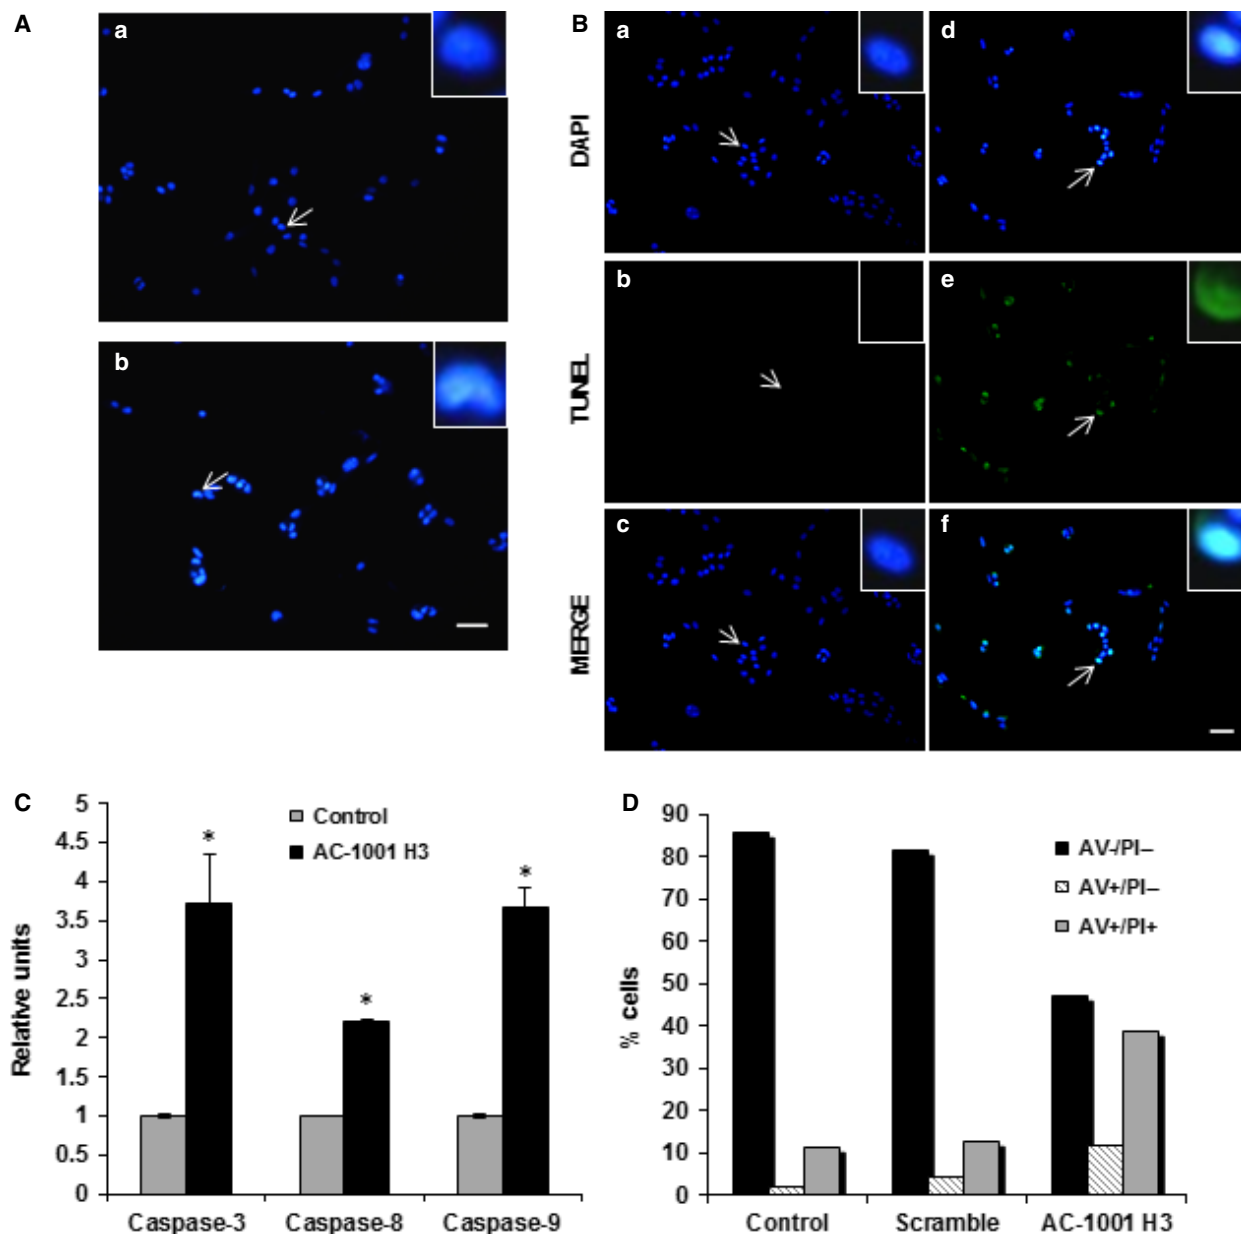 A
a
b
B
a
d
DAPI
b
e
TUNEL
c
f
MERGE
C
Relative units
5
4.5
4
3.5
3
2.5
2
1.5
1
0.5
0
Control
AC-1001 H3
*
*
*
Caspase-3 Caspase-8 Caspase-9
D
% cells
90
80
70
60
50
40
30
20
10
0
AV-/PI–
AV+/PI–
AV+/PI+
Control Scramble AC-1001 H3